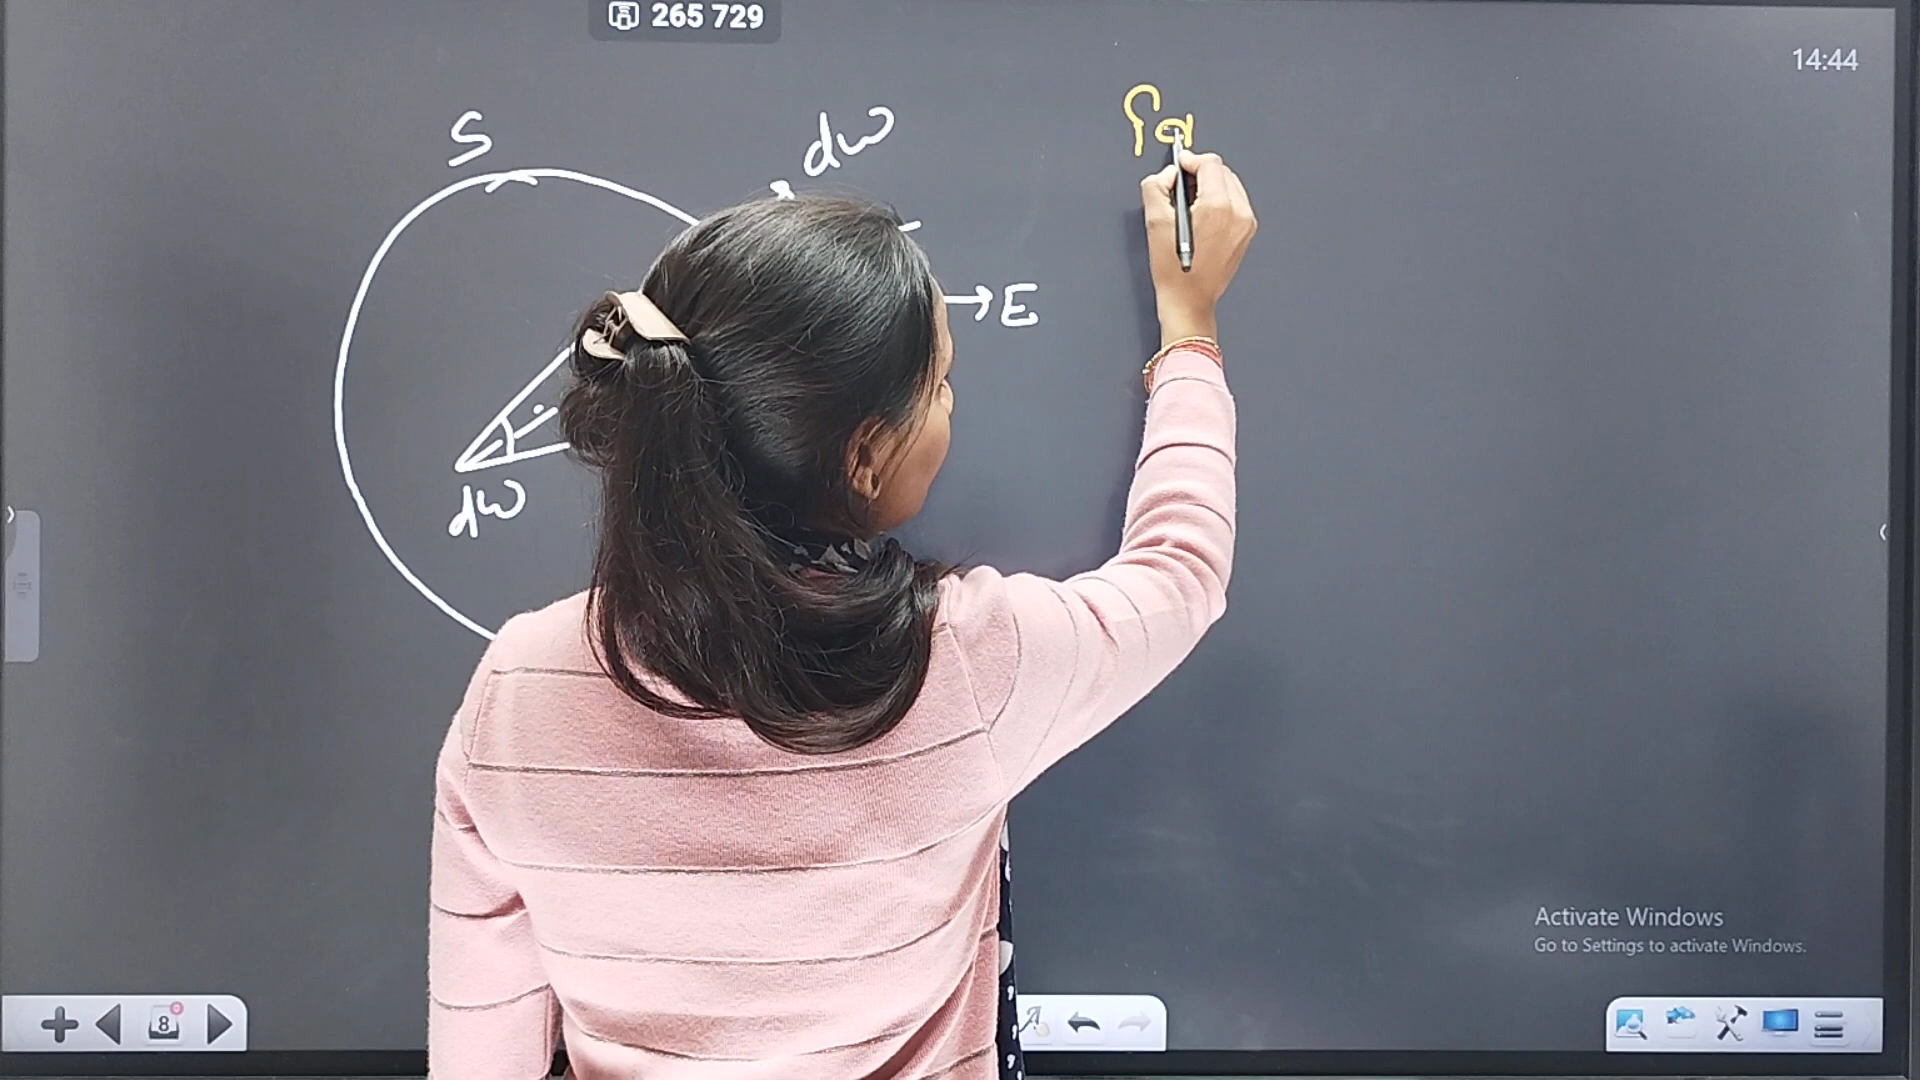 265 729
14:44
S
dω
वि
E
dω
Activate Windows
Go to Settings to activate Windows.
8